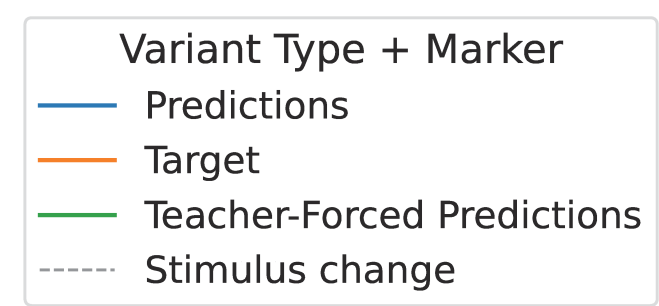 Variant Type + Marker
Predictions
Target
Teacher-Forced Predictions
Stimulus change